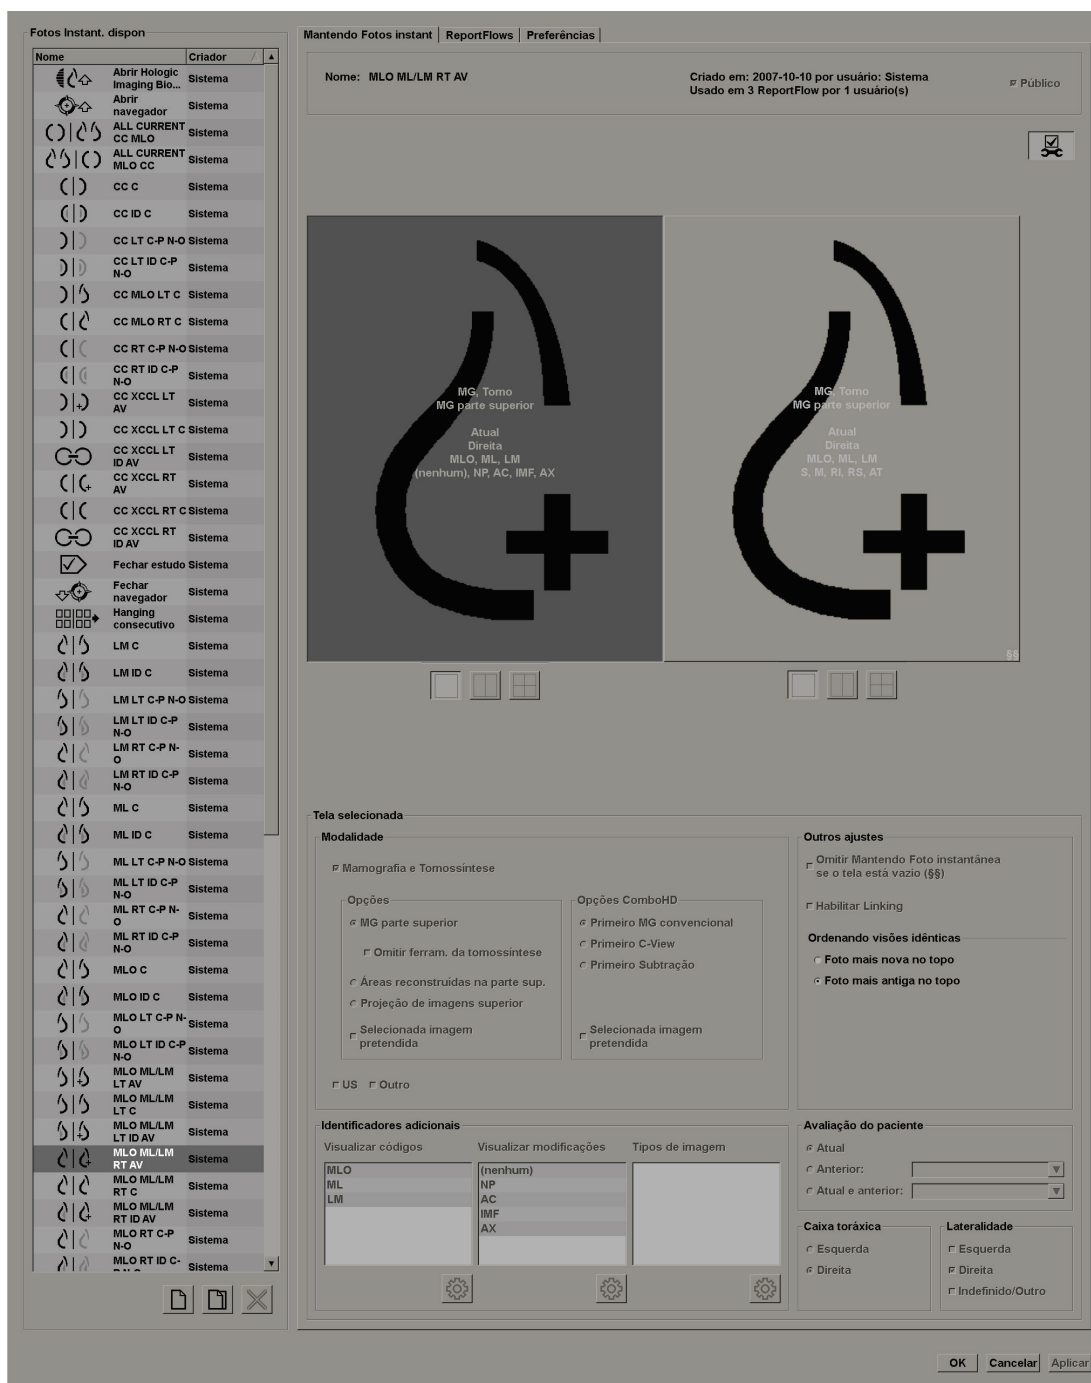 Fotos Instant. dispon
Nome Criador
Abrir Hologic
Imaging Bio... Sistema
Abrir
navegador Sistema
ALL CURRENT
CC MLO Sistema
ALL CURRENT
MLO CC Sistema
CC C Sistema
CC ID C Sistema
CC LT C-P N-O Sistema
CC LT ID C-P
N-O Sistema
CC MLO LT C Sistema
CC MLO RT C Sistema
CC RT C-P N-O Sistema
CC RT ID C-P
N-O Sistema
CC XCCL LT
AV Sistema
CC XCCL LT C Sistema
CC XCCL LT
ID AV Sistema
CC XCCL RT
AV Sistema
CC XCCL RT C Sistema
CC XCCL RT
ID AV Sistema
Fechar estudo Sistema
Fechar
navegador Sistema
Hanging
consecutivo Sistema
LM C Sistema
LM ID C Sistema
LM LT C-P N-O Sistema
LM LT ID C-P
N-O Sistema
LM RT C-P N-
O Sistema
LM RT ID C-P
N-O Sistema
ML C Sistema
ML ID C Sistema
ML LT C-P N-O Sistema
ML LT ID C-P
N-O Sistema
ML RT C-P N-
O Sistema
ML RT ID C-P
N-O Sistema
MLO C Sistema
MLO ID C Sistema
MLO LT C-P N-
O Sistema
MLO LT ID C-P
N-O Sistema
MLO ML/LM
LT AV Sistema
MLO ML/LM
LT C Sistema
MLO ML/LM
LT ID AV Sistema
MLO ML/LM
RT AV Sistema
MLO ML/LM
RT C Sistema
MLO ML/LM
RT ID AV Sistema
MLO RT C-P
N-O Sistema
MLO RT ID C-
Sistema
Mantendo Fotos instant ReportFlows Preferências
Nome: MLO ML/LM RT AV
Criado em: 2007-10-10 por usuário: Sistema
Usado em 3 ReportFlow por 1 usuário(s)
Público
MG, Tomo
MG parte superior
Atual
Direita
MLO, ML, LM
(nenhum), NP, AC, IMF, AX
MG, Tomo
MG parte superior
Atual
Direita
MLO, ML, LM
S, M, RI, RS, AT
§§
Tela selecionada
Modalidade
Mamografia e Tomossíntese
Opções
MG parte superior
Omitir ferram. da tomossíntese
Áreas reconstruídas na parte sup.
Projeção de imagens superior
Selecionada imagem
pretendida
Opções ComboHD
Primeiro MG convencional
Primeiro C-View
Primeiro Subtração
Selecionada imagem
pretendida
US Outro
Outros ajustes
Omitir Mantendo Foto instantânea
se o tela está vazio (§§)
Habilitar Linking
Ordenando visões idênticas
Foto mais nova no topo
Foto mais antiga no topo
Identificadores adicionais
Visualizar códigos Visualizar modificações Tipos de imagem
MLO
ML
LM
(nenhum)
NP
AC
IMF
AX
Avaliação do paciente
Atual
Anterior:
Atual e anterior:
Caixa toráxica
Esquerda
Direita
Lateralidade
Esquerda
Direita
Indefinido/Outro
OK Cancelar Aplicar